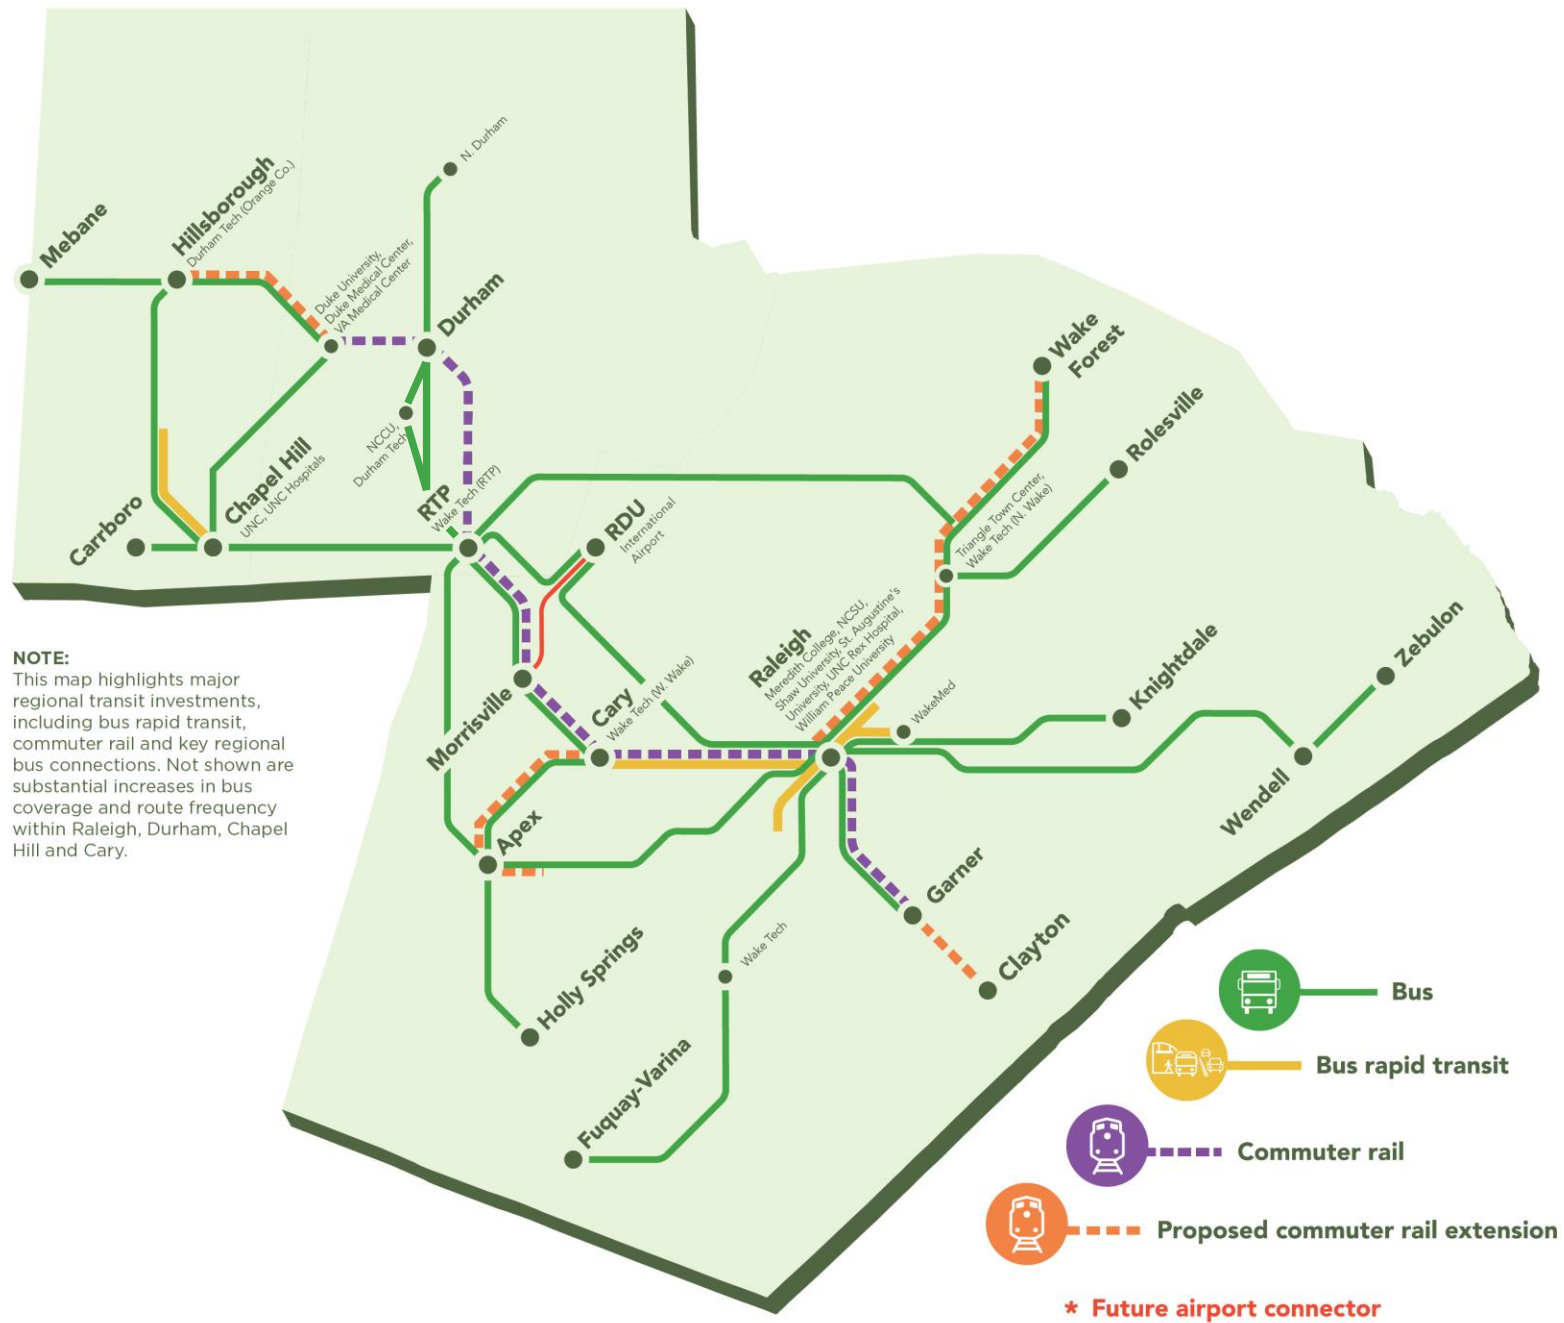 N. Durham
Mebane
Hillsborough
Durham Tech (Orange Co.)
Duke University,
Duke Medical Center,
VA Medical Center
Durham
NCCU,
Durham Tech
Carrboro
Chapel Hill
UNC, UNC Hospitals
RTP
Wake Tech (RTP)
RDU
International
Airport
Wake
Forest
Rolesville
Triangle Town Center,
Wake Tech (N. Wake)
Raleigh
Meredith College, NCSU,
Shaw University, St. Augustine's
University, UNC Rex Hospital,
William Peace University
WakeMed
Knightdale
Zebulon
Wendell
Morrisville
Cary
Wake Tech (W. Wake)
Apex
Garner
Clayton
Holly Springs
Wake Tech
Fuquay-Varina
NOTE:
This map highlights major
regional transit investments,
including bus rapid transit,
commuter rail and key regional
bus connections. Not shown are
substantial increases in bus
coverage and route frequency
within Raleigh, Durham, Chapel
Hill and Cary.
Bus
Bus rapid transit
Commuter rail
Proposed commuter rail extension
* Future airport connector